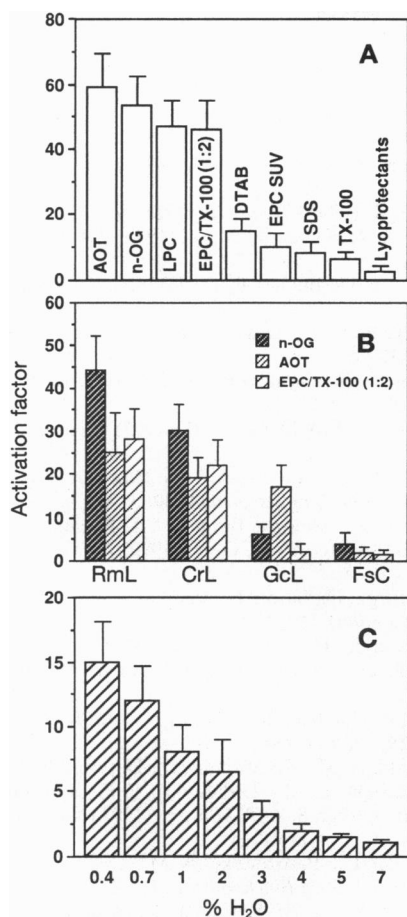 A
80
60
40
20
0
AOT
n-OG
LPC
EPC/TX-100 (1:2)
DTAB
EPC SUV
SDS
TX-100
Lyoprotectants
Activation factor
B
60
50
40
30
20
10
0
n-OG
AOT
EPC/TX-100 (1:2)
RmL CrL GcL FsC
C
20
15
10
5
0
0.4 0.7 1 2 3 4 5 7
% H₂O